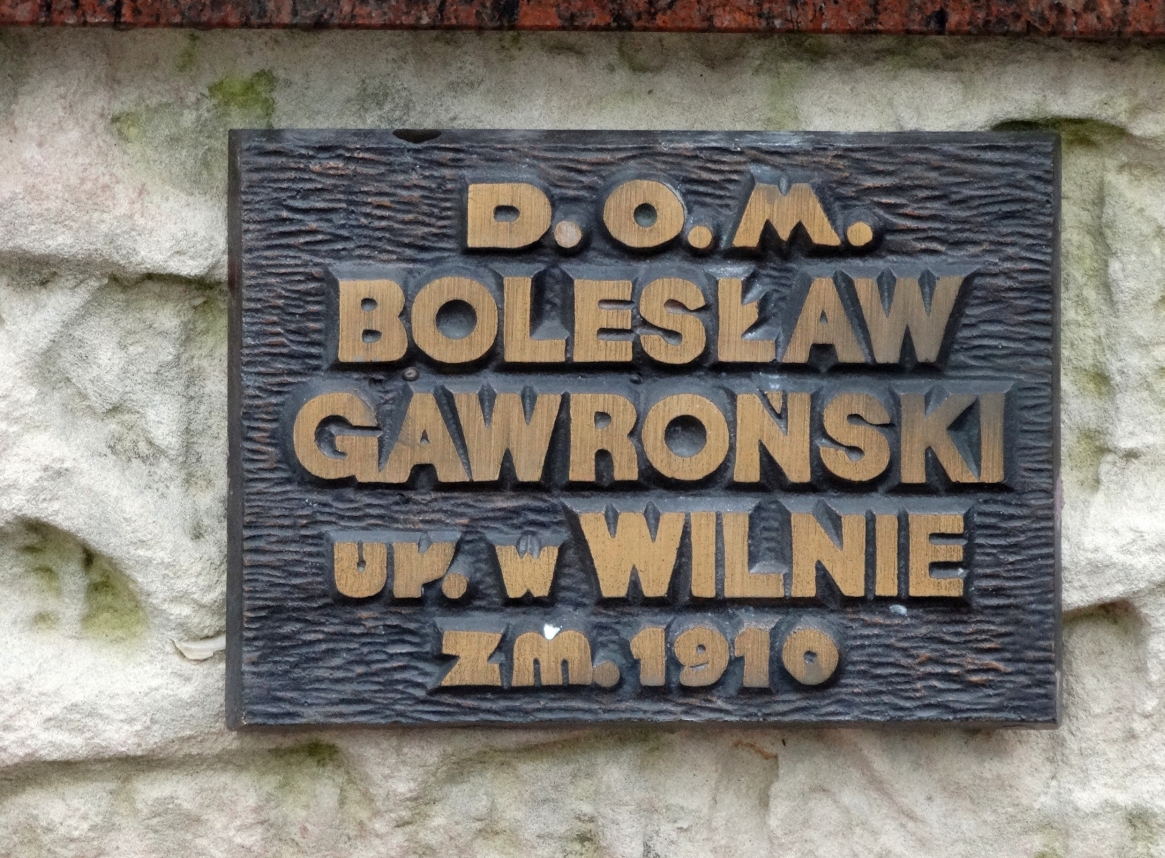 D.O.M.
BOLESŁAW
GAWROŃSKI
ur. w WILNIE
zm. 1910